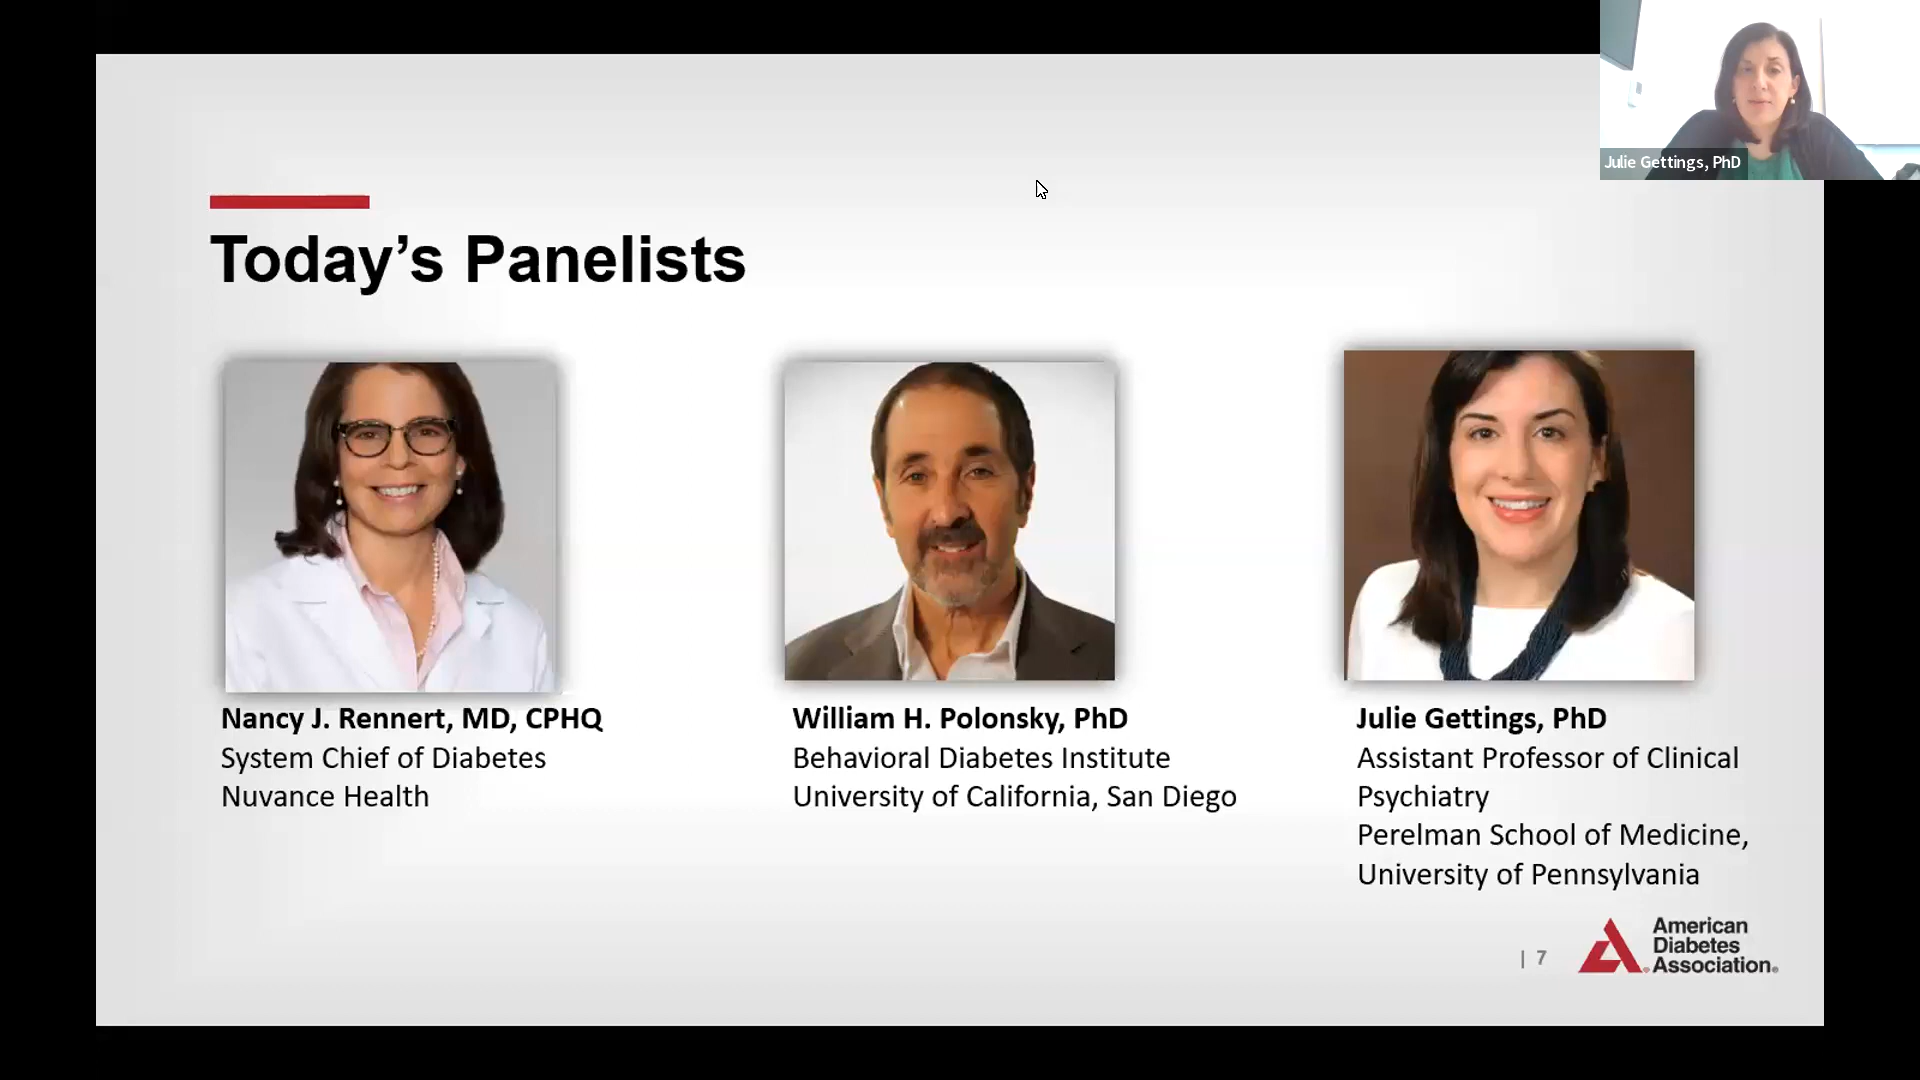 Julie Gettings, PhD
Today’s Panelists
Nancy J. Rennert, MD, CPHQ
System Chief of Diabetes
Nuvance Health
William H. Polonsky, PhD
Behavioral Diabetes Institute
University of California, San Diego
Julie Gettings, PhD
Assistant Professor of Clinical
Psychiatry
Perelman School of Medicine,
University of Pennsylvania
| 7
American
Diabetes
Association®